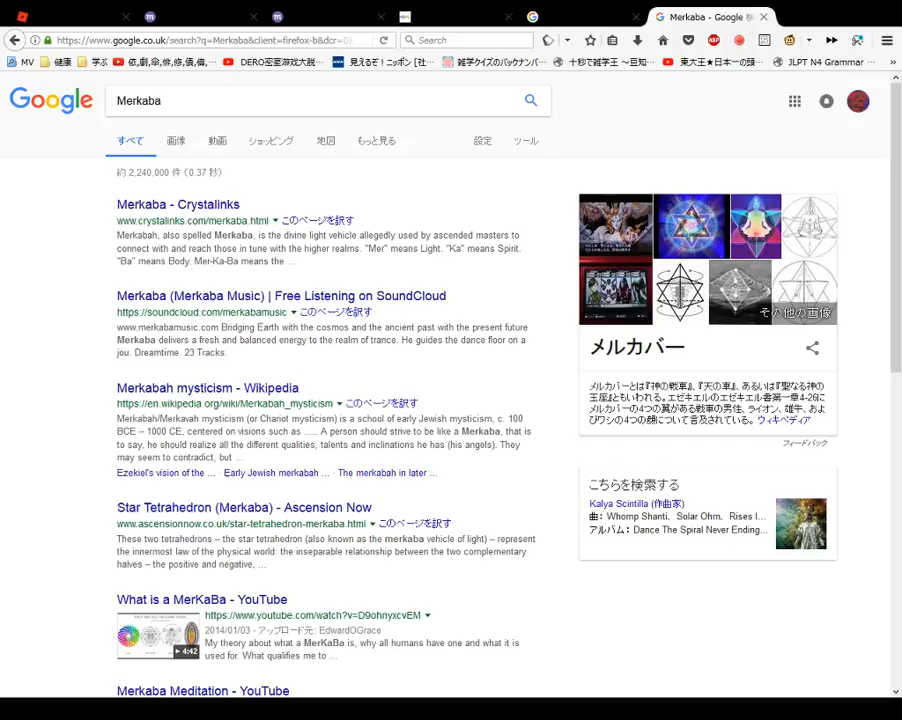 Merkaba - Google 検
https://www.google.co.uk/search?q=Merkaba&client=firefox-b&dcr=0
Search
ABP
MV
健康
学ぶ
DERO密室游戏大脱...
見えるぞ！ニッポン [社...
雑学クイズのバックナンバ...
十秒で雑学王 ～豆知...
東大王★日本一の頭...
JLPT N4 Grammar ...
Google
Merkaba
すべて 画像 動画 ショッピング 地図 もっと見る 設定 ツール
約 2,240,000 件 (0.37 秒)
Merkaba - Crystalinks
www.crystalinks.com/merkaba.html ▼ このページを訳す
Merkabah, also spelled Merkaba, is the divine light vehicle allegedly used by ascended masters to
connect with and reach those in tune with the higher realms. "Mer" means Light. "Ka" means Spirit.
"Ba" means Body. Mer-Ka-Ba means the ...
Merkaba (Merkaba Music) | Free Listening on SoundCloud
https://soundcloud.com/merkabamusic ▼ このページを訳す
www.merkabamusic.com Bridging Earth with the cosmos and the ancient past with the present future
Merkaba delivers a fresh and balanced energy to the realm of trance. He guides the dance floor on a
jou. Dreamtime. 23 Tracks.
Merkabah mysticism - Wikipedia
https://en.wikipedia.org/wiki/Merkabah_mysticism ▼ このページを訳す
Merkabah/Merkavah mysticism (or Chariot mysticism) is a school of early Jewish mysticism, c. 100
BCE – 1000 CE, centered on visions such as ..... A person should strive to be like a Merkaba, that is
to say, he should realize all the different qualities, talents and inclinations he has (his angels). They
may seem to contradict, but ...
Ezekiel's vision of the ... Early Jewish merkabah ... The merkabah in later ...
Star Tetrahedron (Merkaba) - Ascension Now
www.ascensionnow.co.uk/star-tetrahedron-merkaba.html ▼ このページを訳す
These two tetrahedrons – the star tetrahedron (also known as the merkaba vehicle of light) – represent
the innermost law of the physical world: the inseparable relationship between the two complementary
halves – the positive and negative, ...
What is a MerKaBa - YouTube
https://www.youtube.com/watch?v=D9ohnyxcvEM ▼
2014/01/03 - アップロード元: EdwardOGrace
My theory about what a MerKaBa is, why all humans have one and what it is
used for. What qualifies me to ...
4:42
Merkaba Meditation - YouTube
その他の画像
メルカバー
メルカバーとは『神の戦車』、『天の車』、あるいは『聖なる神の
王座』ともいわれる。エゼキエルのエゼキエル書第一章4-26に
メルカバーの4つの翼がある戦車の男性、ライオン、雄牛、およ
びワシの4つの顔について言及されている。 ウィキペディア
フィードバック
こちらを検索する
Kalya Scintilla (作曲家)
曲: Whomp Shanti、Solar Ohm、Rises I...
アルバム: Dance The Spiral Never Ending...